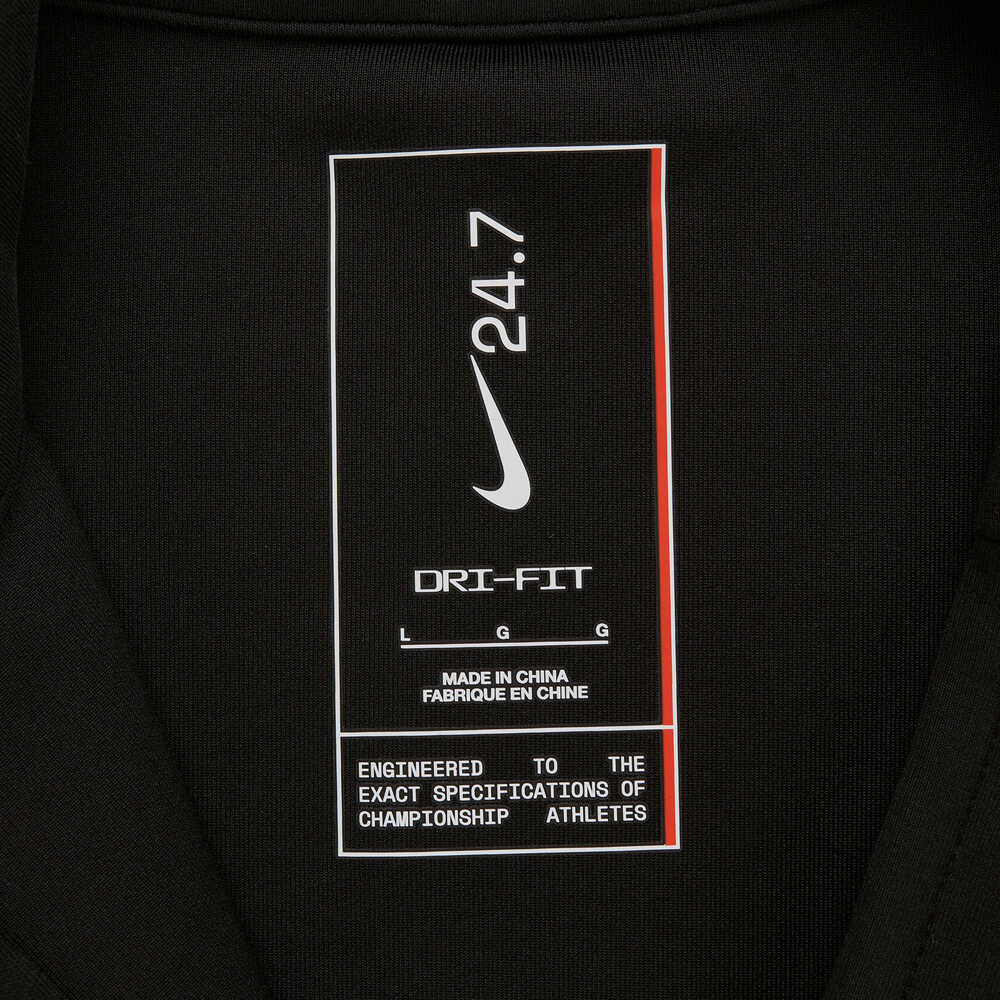 24.7
DRI-FIT
L G G
MADE IN CHINA
FABRIQUE EN CHINE
ENGINEERED TO THE
EXACT SPECIFICATIONS OF
CHAMPIONSHIP ATHLETES